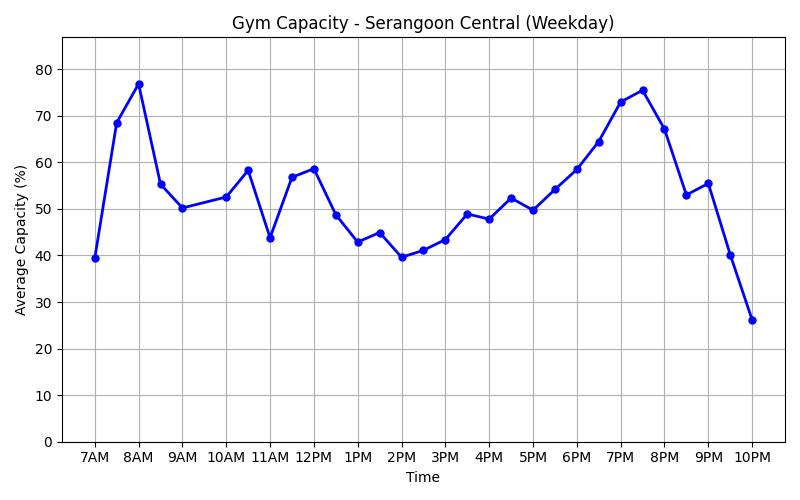 Gym Capacity - Serangoon Central (Weekday)
Average Capacity (%)
80
70
60
50
40
30
20
10
0
7AM 8AM 9AM 10AM 11AM 12PM 1PM 2PM 3PM 4PM 5PM 6PM 7PM 8PM 9PM 10PM
Time